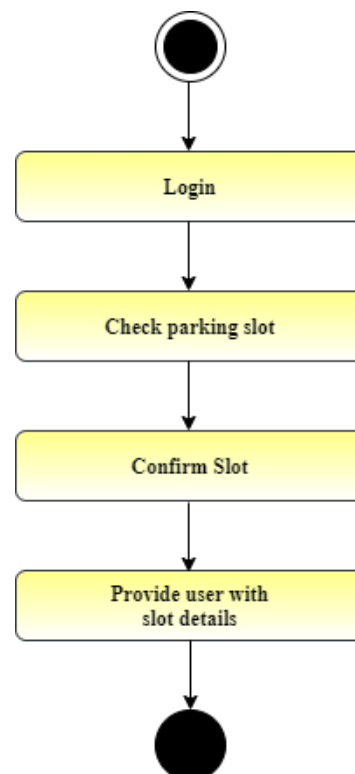 Login
Check parking slot
Confirm Slot
Provide user with
slot details